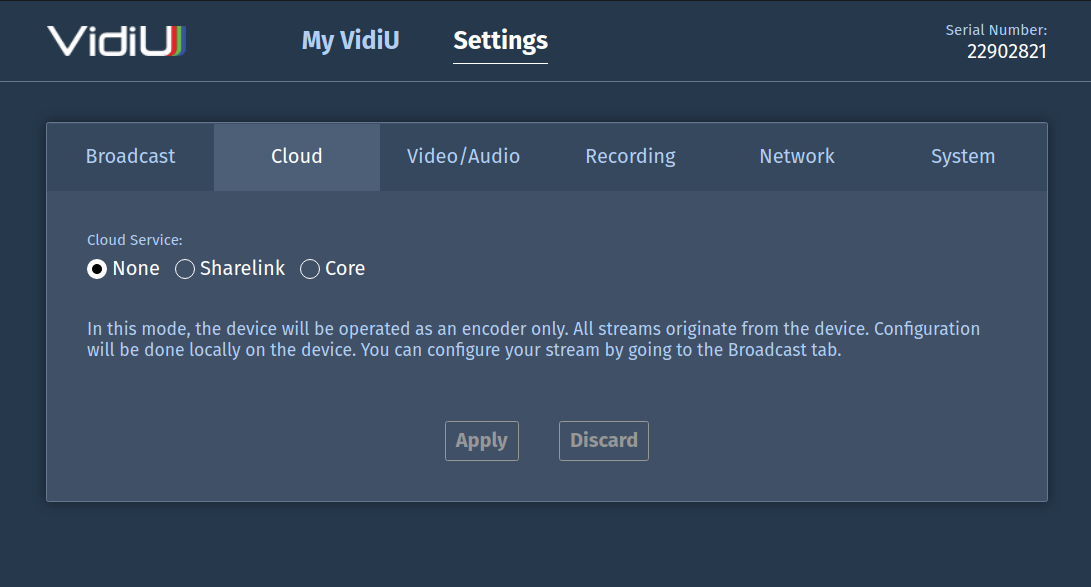 VidiU
My VidiU
Settings
Serial Number:
22902821
Broadcast
Cloud
Video/Audio
Recording
Network
System
Cloud Service:
None Sharelink Core
In this mode, the device will be operated as an encoder only. All streams originate from the device. Configuration
will be done locally on the device. You can configure your stream by going to the Broadcast tab.
Apply
Discard